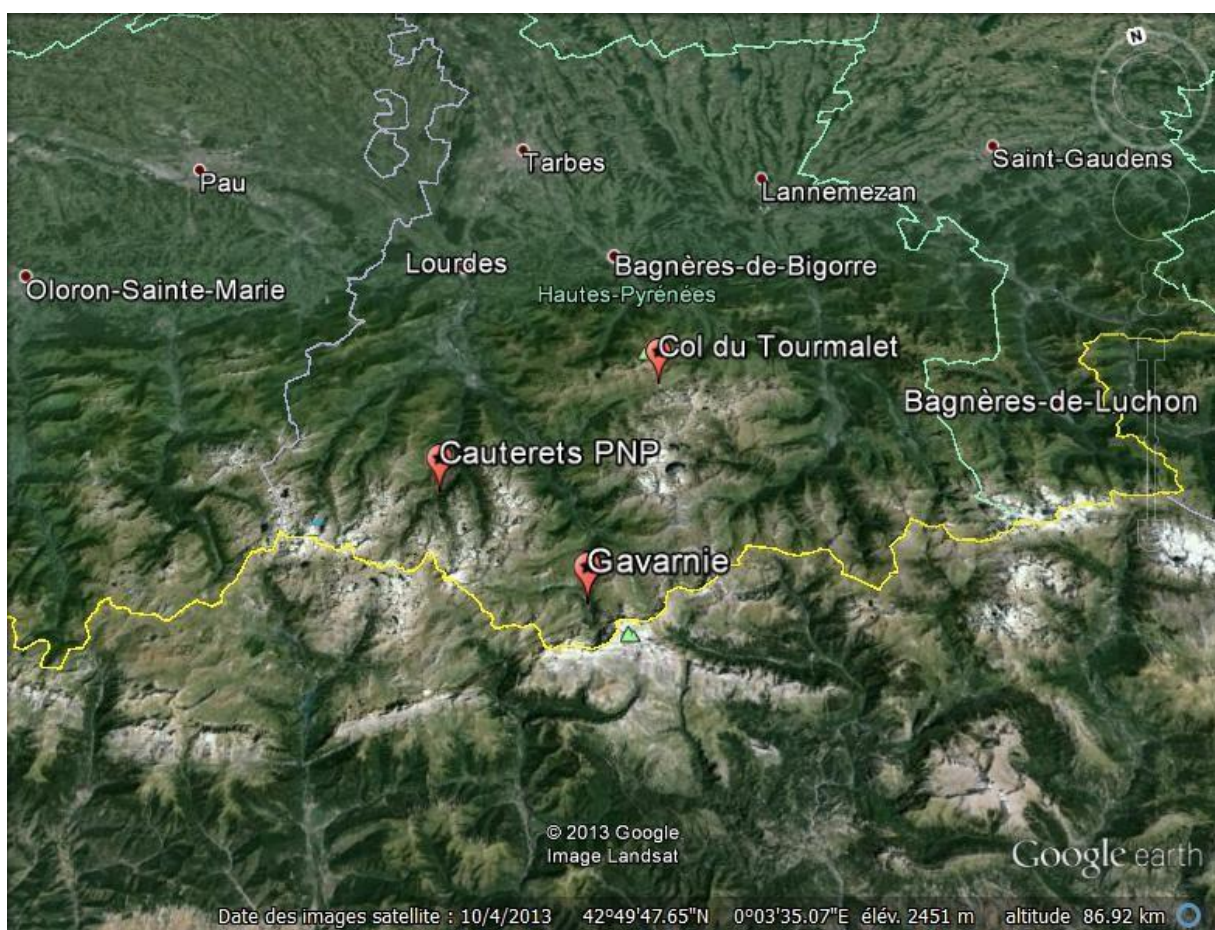 N
Tarbes
Saint-Gaudens
Pau
Lannemezan
Lourdes
Bagnères-de-Bigorre
Oloron-Sainte-Marie
Hautes-Pyrénées
Col du Tourmalet
Bagnères-de-Luchon
Cauterets PNP
Gavarnie
© 2013 Google
Image Landsat
Google earth
Date des images satellite : 10/4/2013 42°49'47.65"N 0°03'35.07"E élév. 2451 m altitude 86.92 km